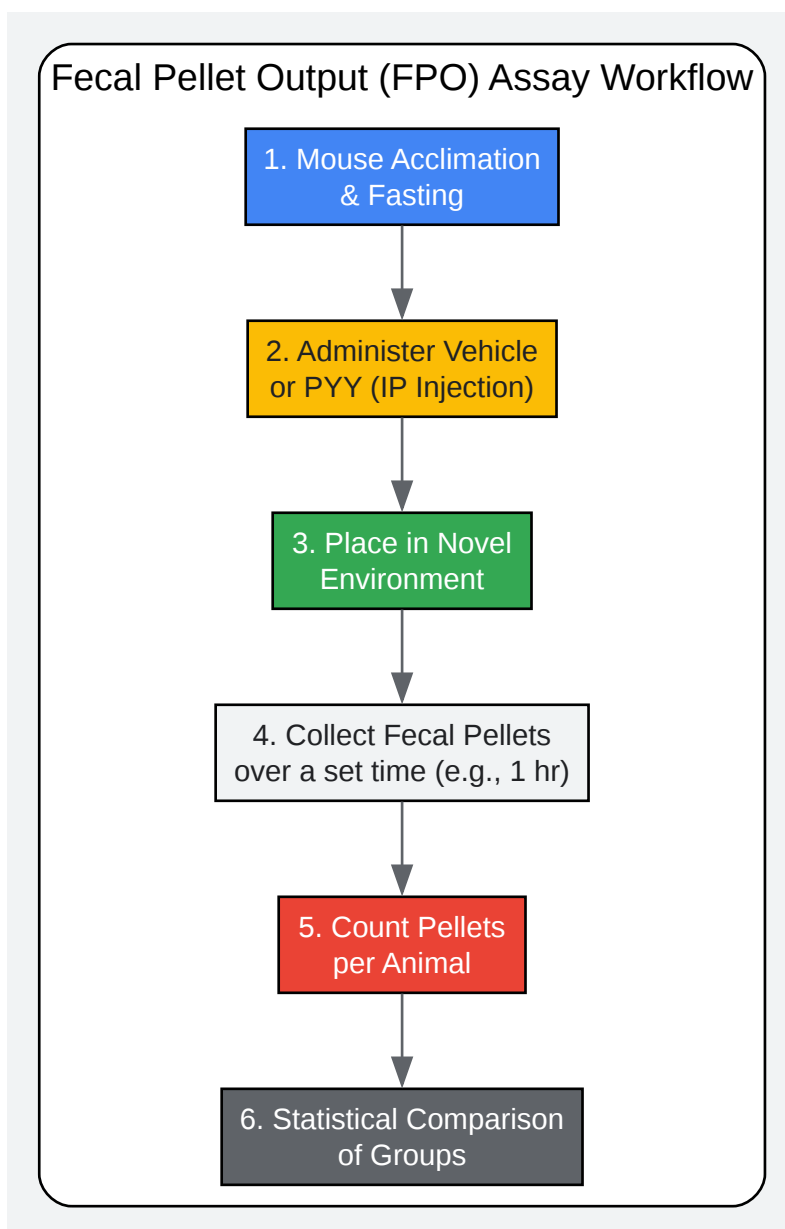 Fecal Pellet Output (FPO) Assay Workflow
1. Mouse Acclimation
& Fasting
2. Administer Vehicle
or PYY (IP Injection)
3. Place in Novel
Environment
4. Collect Fecal Pellets
over a set time (e.g., 1 hr)
5. Count Pellets
per Animal
6. Statistical Comparison
of Groups